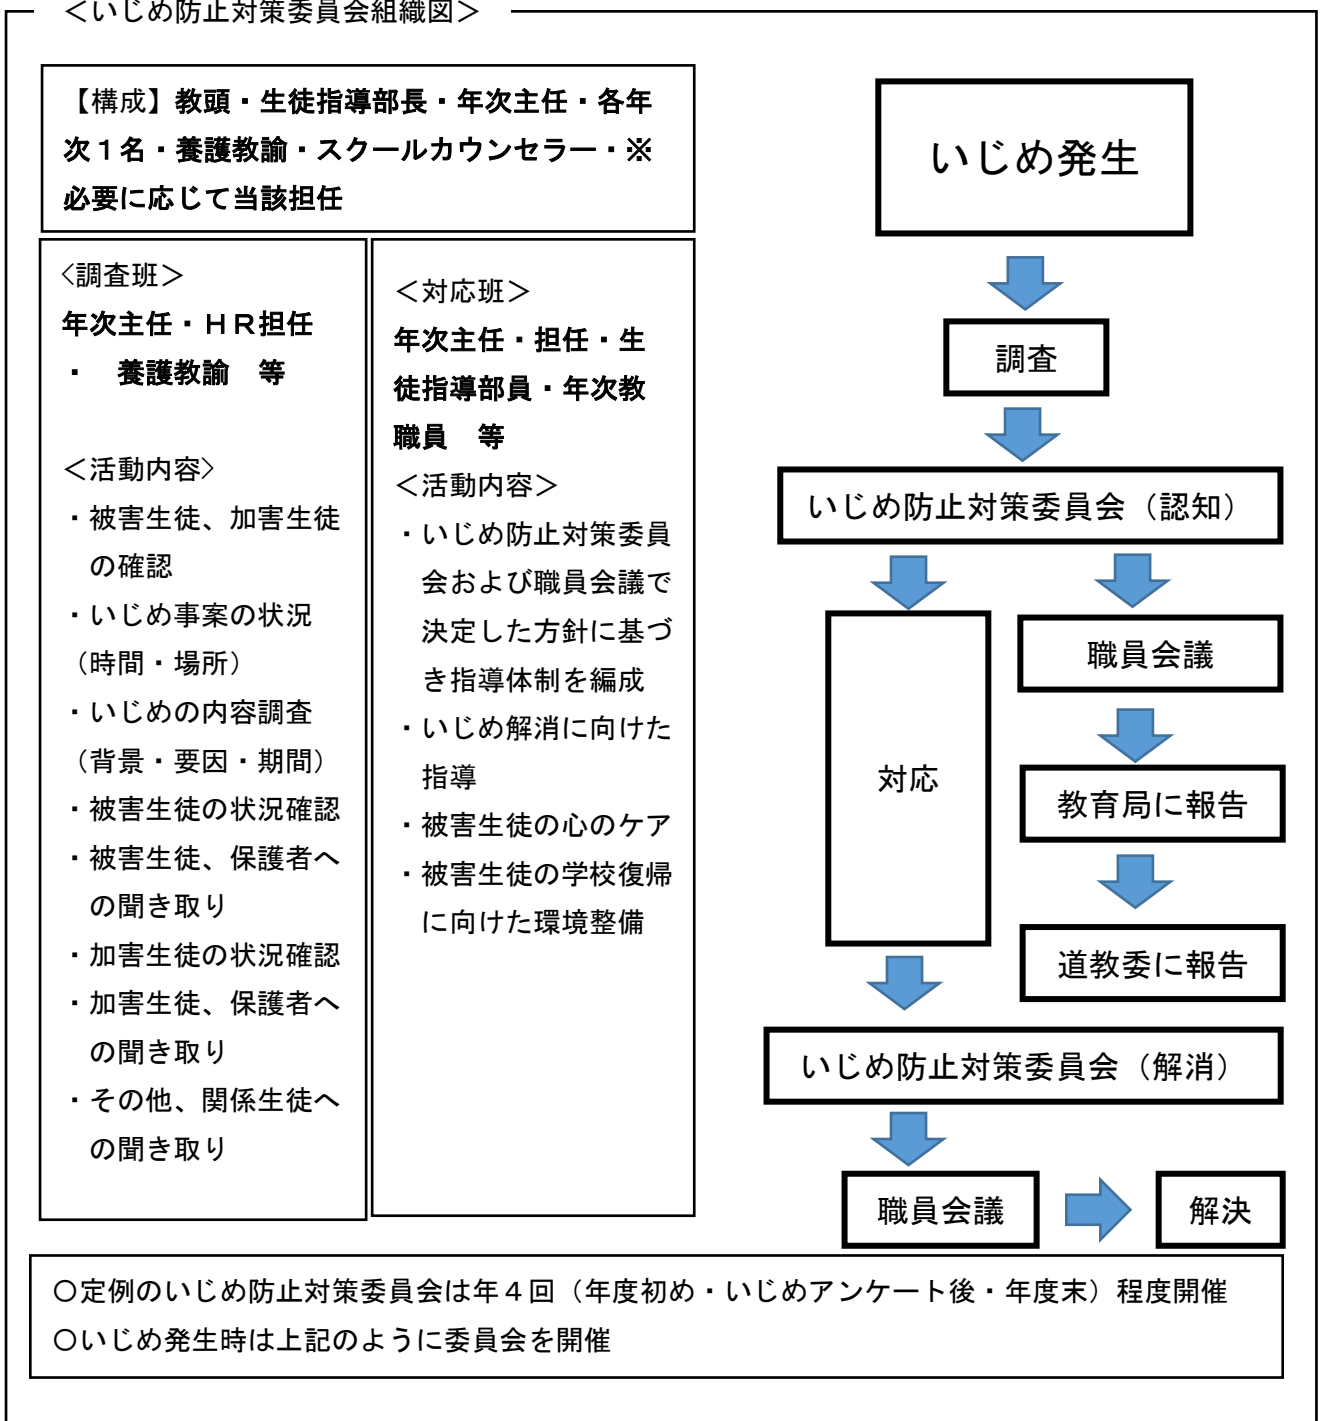 ＜いじめ防止対策委員会組織図＞
【構成】教頭・生徒指導部長・年次主任・各年
次１名・養護教諭・スクールカウンセラー・※
必要に応じて当該担任
〈調査班＞
年次主任・ＨＲ担任
・　養護教諭　等
＜活動内容〉
・被害生徒、加害生徒
の確認
・いじめ事案の状況
（時間・場所）
・いじめの内容調査
（背景・要因・期間）
・被害生徒の状況確認
・被害生徒、保護者へ
の聞き取り
・加害生徒の状況確認
・加害生徒、保護者へ
の聞き取り
・その他、関係生徒へ
の聞き取り
＜対応班＞
年次主任・担任・生
徒指導部員・年次教
職員　等
＜活動内容＞
・いじめ防止対策委員
会および職員会議で
決定した方針に基づ
き指導体制を編成
・いじめ解消に向けた
指導
・被害生徒の心のケア
・被害生徒の学校復帰
に向けた環境整備
いじめ発生
調査
いじめ防止対策委員会（認知）
対応
職員会議
教育局に報告
道教委に報告
いじめ防止対策委員会（解消）
職員会議
解決
〇定例のいじめ防止対策委員会は年４回（年度初め・いじめアンケート後・年度末）程度開催
〇いじめ発生時は上記のように委員会を開催